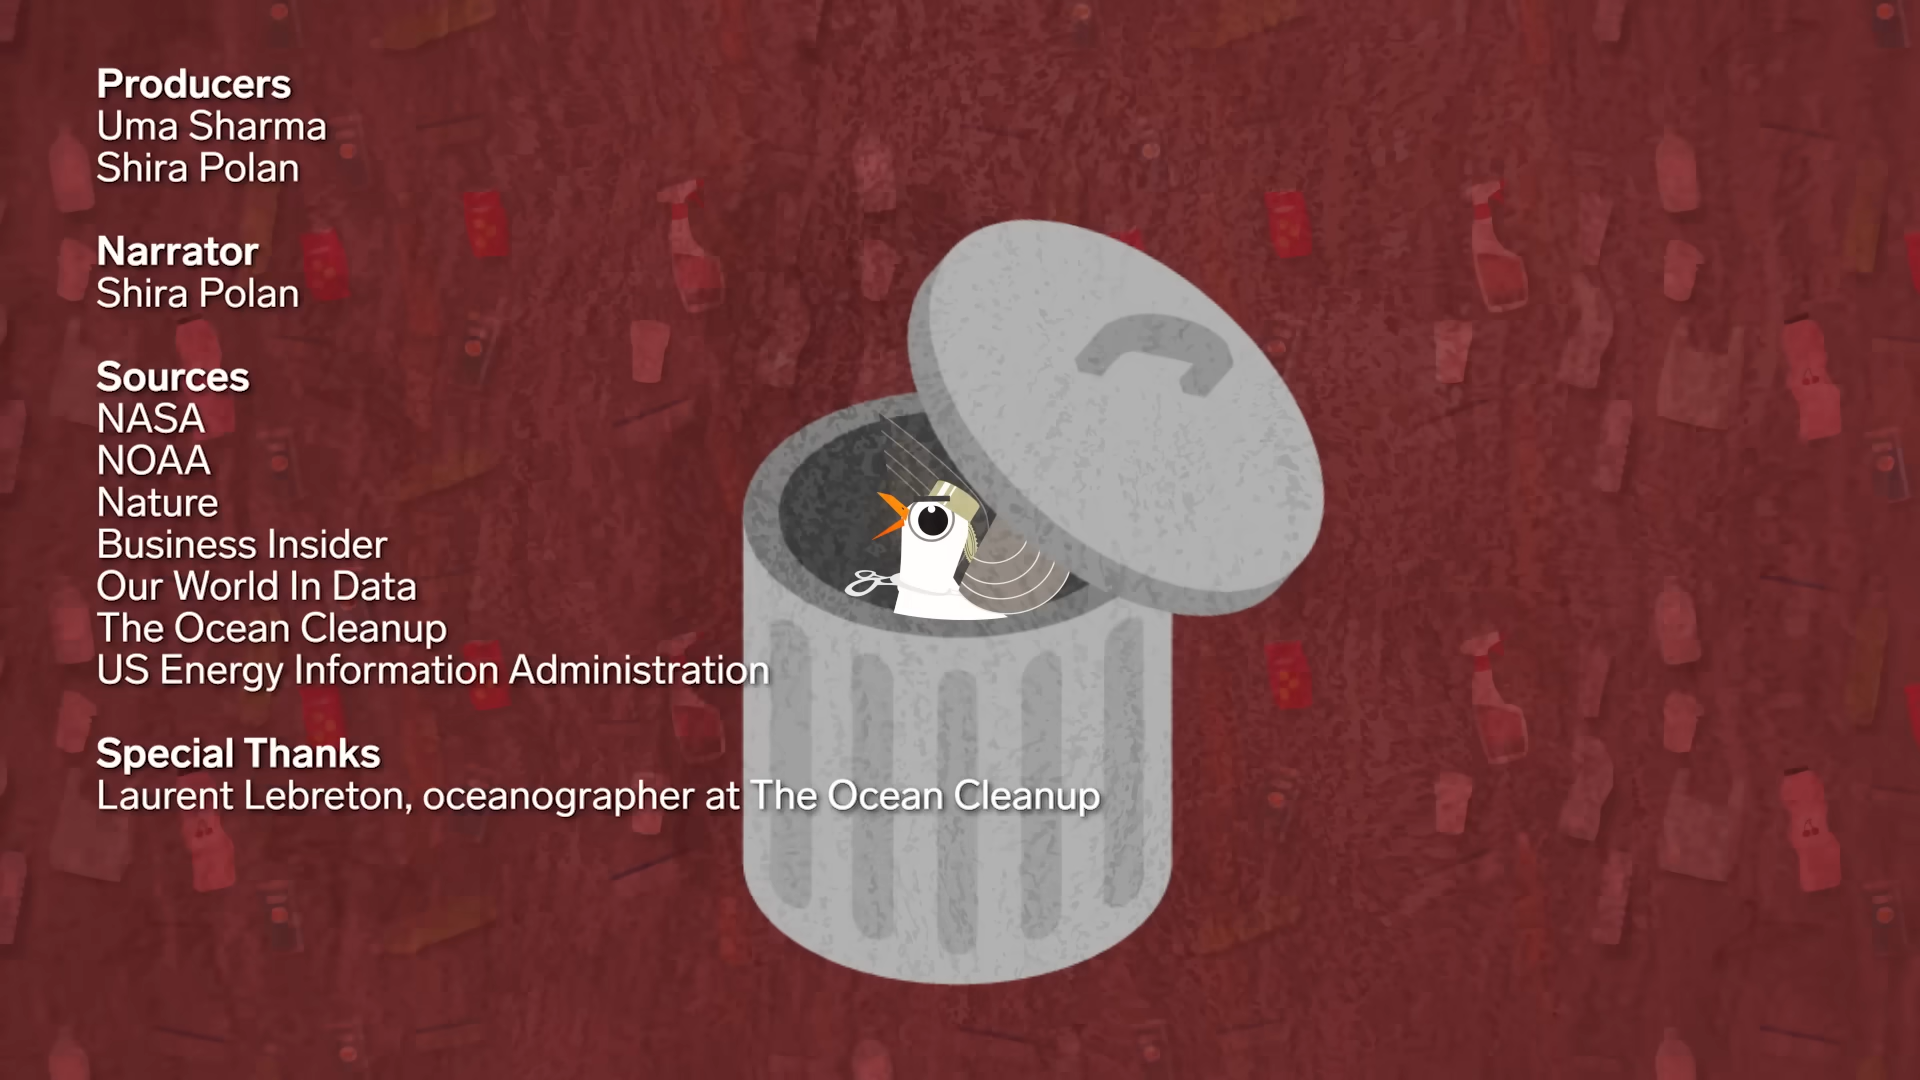 Producers
Uma Sharma
Shira Polan
Narrator
Shira Polan
Sources
NASA
NOAA
Nature
Business Insider
Our World In Data
The Ocean Cleanup
US Energy Information Administration
Special Thanks
Laurent Lebreton, oceanographer at The Ocean Cleanup